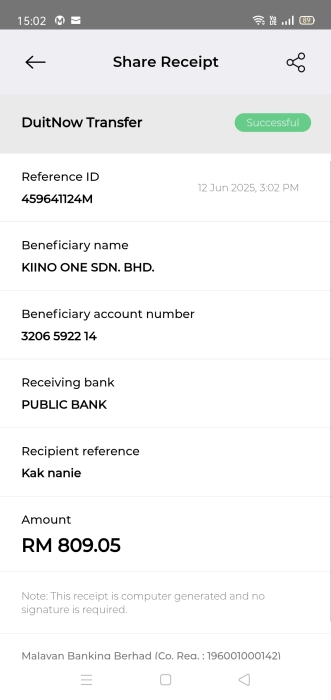 15:02
89
Share Receipt
DuitNow Transfer
Successful
Reference ID
459641124M
12 Jun 2025, 3:02 PM
Beneficiary name
KIINO ONE SDN. BHD.
Beneficiary account number
3206 5922 14
Receiving bank
PUBLIC BANK
Recipient reference
Kak nanie
Amount
RM 809.05
Note: This receipt is computer generated and no
signature is required.
Malayan Banking Berhad (Co. Reg. : 196001000142)